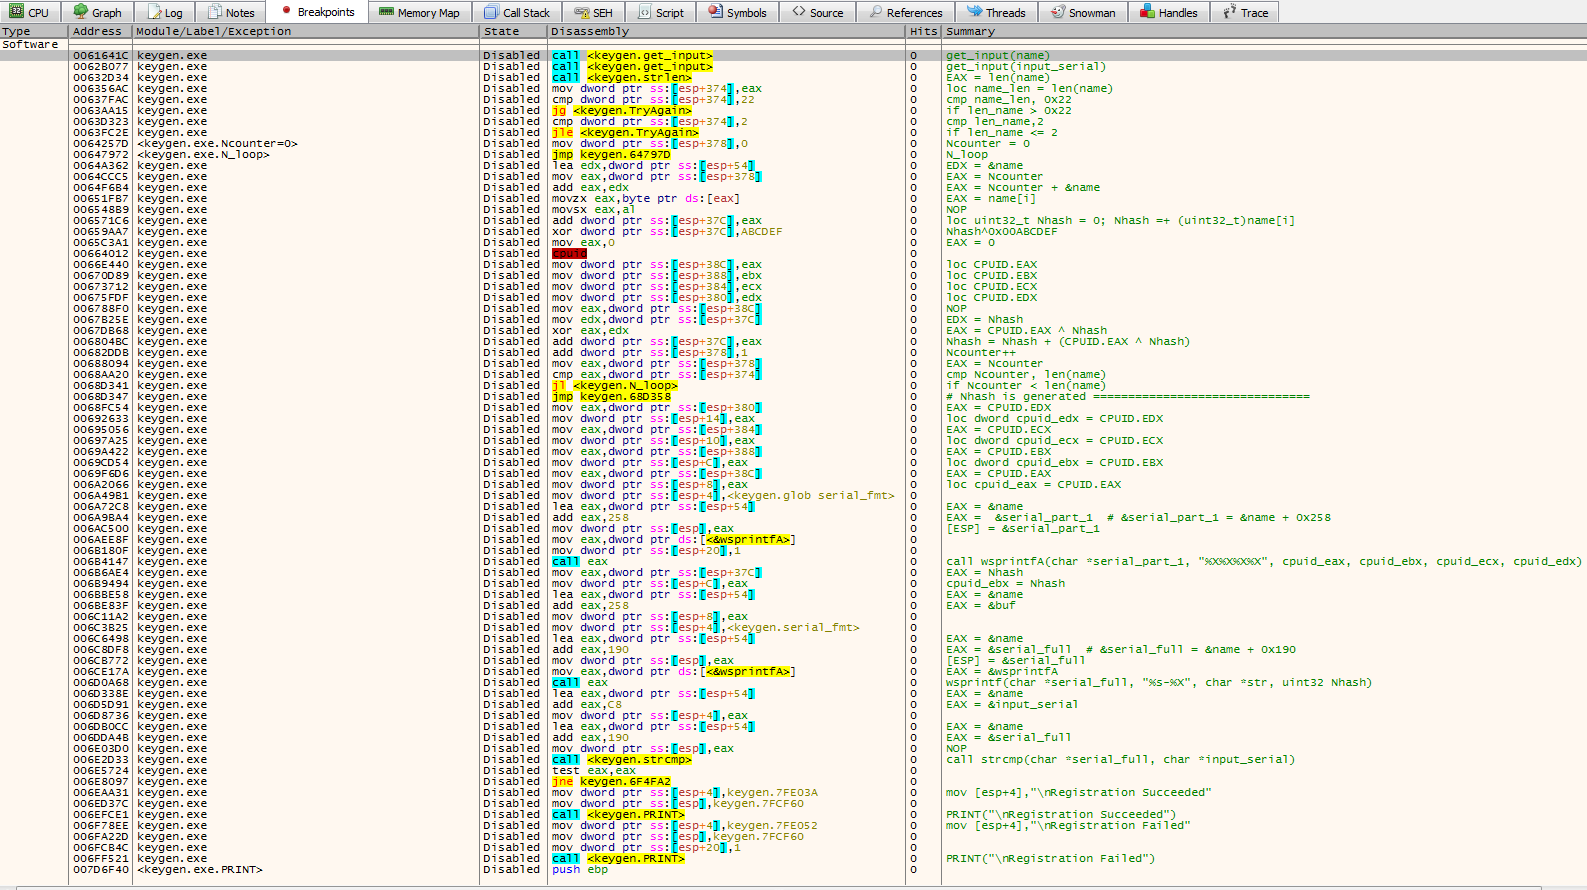 CPU Graph Log Notes Breakpoints Memory Map Call Stack SEH Script Symbols Source References Threads Snowman Handles Trace
Type Address Module/Label/Exception State Disassembly Hits Summary
Software
0061641C keygen.exe Disabled call <keygen.get_input> 0 get_input(name)
0062B077 keygen.exe Disabled call <keygen.get_input> 0 get_input(input_serial)
00632D34 keygen.exe Disabled call <keygen.strlen> 0 EAX = len(name)
006356AC keygen.exe Disabled mov dword ptr ss:[esp+374],eax 0 loc name_len = len(name)
00637FAC keygen.exe Disabled cmp dword ptr ss:[esp+374],22 0 cmp name_len, 0x22
0063AA15 keygen.exe Disabled jg <keygen.TryAgain> 0 if len_name > 0x22
0063D323 keygen.exe Disabled cmp dword ptr ss:[esp+374],2 0 cmp len_name,2
0063FC2E keygen.exe Disabled jle <keygen.TryAgain> 0 if len_name <= 2
0064257D <keygen.exe.Ncounter=0> Disabled mov dword ptr ss:[esp+378],0 0 Ncounter = 0
00647972 <keygen.exe.N_loop> Disabled jmp keygen.64797D 0 N_loop
0064A362 keygen.exe Disabled lea edx,dword ptr ss:[esp+54] 0 EDX = &name
0064CCC5 keygen.exe Disabled mov eax,dword ptr ss:[esp+378] 0 EAX = Ncounter
0064F6B4 keygen.exe Disabled add eax,edx 0 EAX = Ncounter + &name
00651FB7 keygen.exe Disabled movzx eax,byte ptr ds:[eax] 0 EAX = name[i]
006548B9 keygen.exe Disabled movsx eax,al 0 NOP
006571C6 keygen.exe Disabled add dword ptr ss:[esp+37C],eax 0 loc uint32_t Nhash = 0; Nhash =+ (uint32_t)name[i]
00659AA7 keygen.exe Disabled xor dword ptr ss:[esp+37C],ABCDEF 0 Nhash^0x00ABCDEF
0065C3A1 keygen.exe Disabled mov eax,0 0 EAX = 0
00664012 keygen.exe Disabled cpuid 0
0066E440 keygen.exe Disabled mov dword ptr ss:[esp+38C],eax 0 loc CPUID.EAX
00670D89 keygen.exe Disabled mov dword ptr ss:[esp+388],ebx 0 loc CPUID.EBX
00673712 keygen.exe Disabled mov dword ptr ss:[esp+384],ecx 0 loc CPUID.ECX
00675FDF keygen.exe Disabled mov dword ptr ss:[esp+380],edx 0 loc CPUID.EDX
006788F0 keygen.exe Disabled mov eax,dword ptr ss:[esp+38C] 0 NOP
0067B25E keygen.exe Disabled mov edx,dword ptr ss:[esp+37C] 0 EDX = Nhash
0067DB68 keygen.exe Disabled xor eax,edx 0 EAX = CPUID.EAX ^ Nhash
006804BC keygen.exe Disabled add dword ptr ss:[esp+37C],eax 0 Nhash = Nhash + (CPUID.EAX ^ Nhash)
00682DDB keygen.exe Disabled add dword ptr ss:[esp+378],1 0 Ncounter++
00688094 keygen.exe Disabled mov eax,dword ptr ss:[esp+378] 0 EAX = Ncounter
0068AA20 keygen.exe Disabled cmp eax,dword ptr ss:[esp+374] 0 cmp Ncounter, len(name)
0068D341 keygen.exe Disabled jl <keygen.N_loop> 0 if Ncounter < len(name)
0068D347 keygen.exe Disabled jmp keygen.68D358 0 # Nhash is generated ===============================
0068FC54 keygen.exe Disabled mov eax,dword ptr ss:[esp+380] 0 EAX = CPUID.EDX
00692633 keygen.exe Disabled mov dword ptr ss:[esp+14],eax 0 loc dword cpuid_edx = CPUID.EDX
00695056 keygen.exe Disabled mov eax,dword ptr ss:[esp+384] 0 EAX = CPUID.ECX
00697A25 keygen.exe Disabled mov dword ptr ss:[esp+10],eax 0 loc dword cpuid_ecx = CPUID.ECX
0069A422 keygen.exe Disabled mov eax,dword ptr ss:[esp+388] 0 EAX = CPUID.EBX
0069CD54 keygen.exe Disabled mov dword ptr ss:[esp+C],eax 0 loc dword cpuid_ebx = CPUID.EBX
0069F6D6 keygen.exe Disabled mov eax,dword ptr ss:[esp+38C] 0 EAX = CPUID.EAX
006A2066 keygen.exe Disabled mov dword ptr ss:[esp+8],eax 0 loc cpuid_eax = CPUID.EAX
006A49B1 keygen.exe Disabled mov dword ptr ss:[esp+4],<keygen.glob serial_fmt> 0
006A72C8 keygen.exe Disabled lea eax,dword ptr ss:[esp+54] 0 EAX = &name
006A9BA4 keygen.exe Disabled add eax,258 0 EAX =  &serial_part_1  # &serial_part_1 = &name + 0x258
006AC500 keygen.exe Disabled mov dword ptr ss:[esp],eax 0 [ESP] = &serial_part_1
006AEE8F keygen.exe Disabled mov eax,dword ptr ds:[<&wsprintfA>] 0
006B180F keygen.exe Disabled mov dword ptr ss:[esp+20],1 0
006B4147 keygen.exe Disabled call eax 0 call wsprintfA(char *serial_part_1, "%X%X%X%X", cpuid_eax, cpuid_ebx, cpuid_ecx, cpuid_edx)
006B6AE4 keygen.exe Disabled mov eax,dword ptr ss:[esp+37C] 0 EAX = Nhash
006B9494 keygen.exe Disabled mov dword ptr ss:[esp+C],eax 0 cpuid_ebx = Nhash
006BBE58 keygen.exe Disabled lea eax,dword ptr ss:[esp+54] 0 EAX = &name
006BE83F keygen.exe Disabled add eax,258 0 EAX = &buf
006C11A2 keygen.exe Disabled mov dword ptr ss:[esp+8],eax 0
006C3B25 keygen.exe Disabled mov dword ptr ss:[esp+4],<keygen.serial_fmt> 0
006C6498 keygen.exe Disabled lea eax,dword ptr ss:[esp+54] 0 EAX = &name
006C8DF8 keygen.exe Disabled add eax,190 0 EAX = &serial_full  # &serial_full = &name + 0x190
006CB772 keygen.exe Disabled mov dword ptr ss:[esp],eax 0 [ESP] = &serial_full
006CE17A keygen.exe Disabled mov eax,dword ptr ds:[<&wsprintfA>] 0 EAX = &wsprintfA
006D0A68 keygen.exe Disabled call eax 0 wsprintf(char *serial_full, "%s-%X", char *str, uint32 Nhash)
006D338E keygen.exe Disabled lea eax,dword ptr ss:[esp+54] 0 EAX = &name
006D5D91 keygen.exe Disabled add eax,C8 0 EAX = &input_serial
006D8736 keygen.exe Disabled mov dword ptr ss:[esp+4],eax 0
006DB0CC keygen.exe Disabled lea eax,dword ptr ss:[esp+54] 0 EAX = &name
006DDA4B keygen.exe Disabled add eax,190 0 EAX = &serial_full
006E03D0 keygen.exe Disabled mov dword ptr ss:[esp],eax 0 NOP
006E2D33 keygen.exe Disabled call <keygen.strcmp> 0 call strcmp(char *serial_full, char *input_serial)
006E5724 keygen.exe Disabled test eax,eax 0
006E8097 keygen.exe Disabled jne keygen.6F4FA2 0
006EAA31 keygen.exe Disabled mov dword ptr ss:[esp+4],keygen.7FE03A 0 mov [esp+4],"\nRegistration Succeeded"
006ED37C keygen.exe Disabled mov dword ptr ss:[esp],keygen.7FCF60 0
006EFCE1 keygen.exe Disabled call <keygen.PRINT> 0 PRINT("\nRegistration Succeeded")
006F78EE keygen.exe Disabled mov dword ptr ss:[esp+4],keygen.7FE052 0 mov [esp+4],"\nRegistration Failed"
006FA22D keygen.exe Disabled mov dword ptr ss:[esp],keygen.7FCF60 0
006FCB4C keygen.exe Disabled mov dword ptr ss:[esp+20],1 0
006FF521 keygen.exe Disabled call <keygen.PRINT> 0 PRINT("\nRegistration Failed")
007D6F40 <keygen.exe.PRINT> Disabled push ebp 0